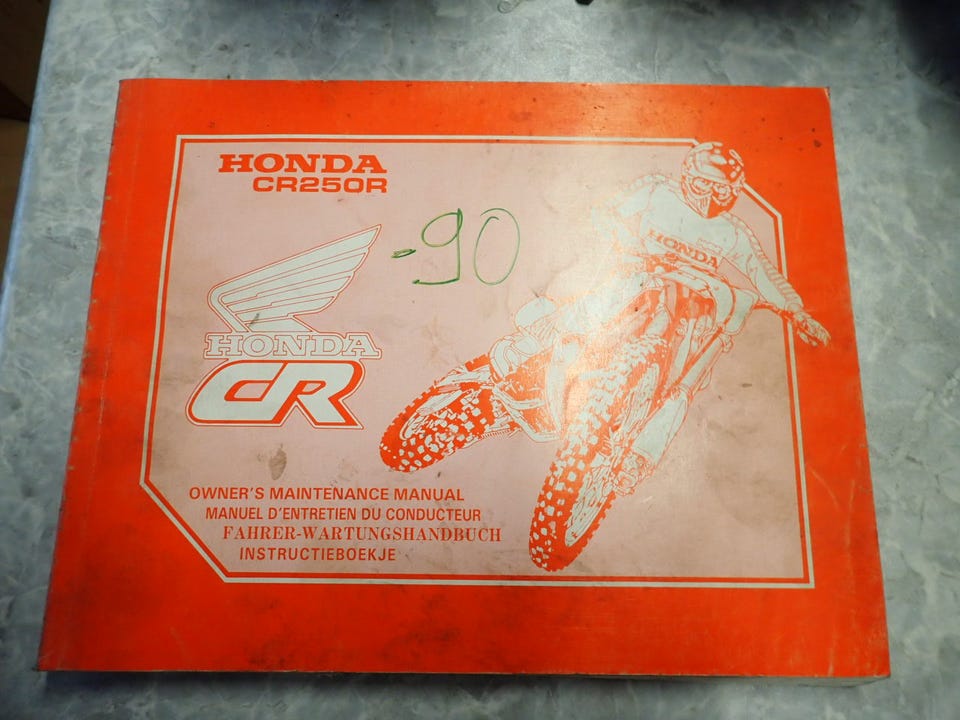 HONDA
CR250R
-90
HONDA
HONDA
CR
OWNER'S MAINTENANCE MANUAL
MANUEL D'ENTRETIEN DU CONDUCTEUR
FAHRER-WARTUNGSHANDBUCH
INSTRUCTIEBOEKJE